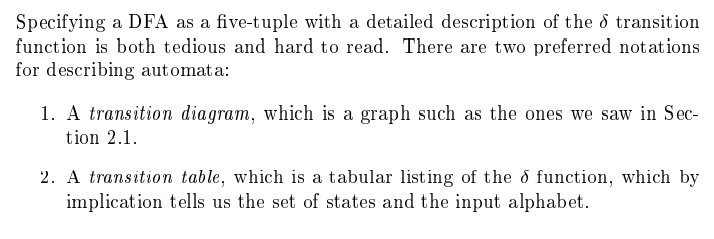 Specifying a DFA as a five-tuple with a detailed description of the δ transition
function is both tedious and hard to read. There are two preferred notations
for describing automata:
1. A transition diagram, which is a graph such as the ones we saw in Sec-
tion 2.1.
2. A transition table, which is a tabular listing of the δ function, which by
implication tells us the set of states and the input alphabet.